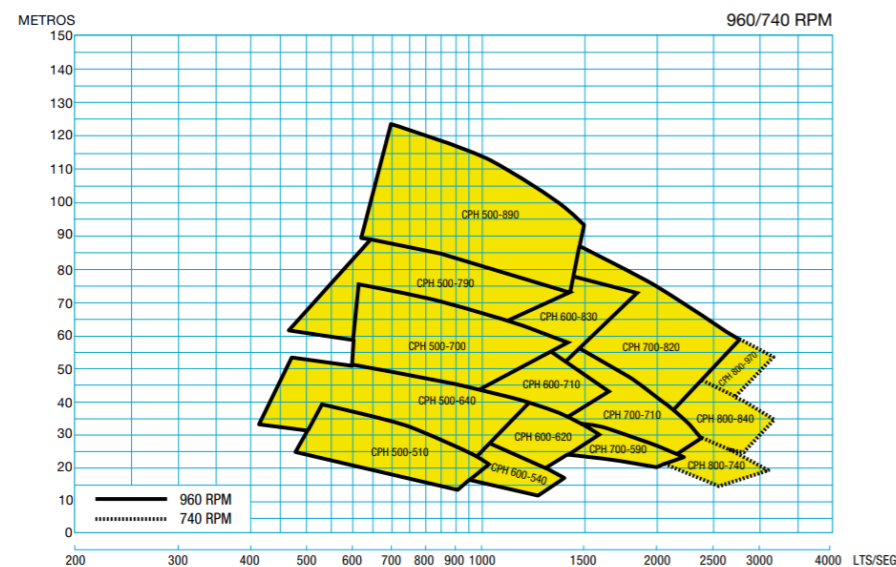 METROS
960/740 RPM
150
140
130
120
110
100
90
80
70
60
50
40
30
20
10
0
CPH 500-890
CPH 500-790
CPH 600-830
CPH 500-700
CPH 700-820
CPH 800-970
CPH 600-710
CPH 500-640
CPH 700-710
CPH 800-840
CPH 600-620
CPH 700-590
CPH 500-510
CPH 800-740
CPH 600-540
960 RPM
740 RPM
200 300 400 500 600 700 800 900 1000 1500 2000 2500 3000 4000 LTS/SEG